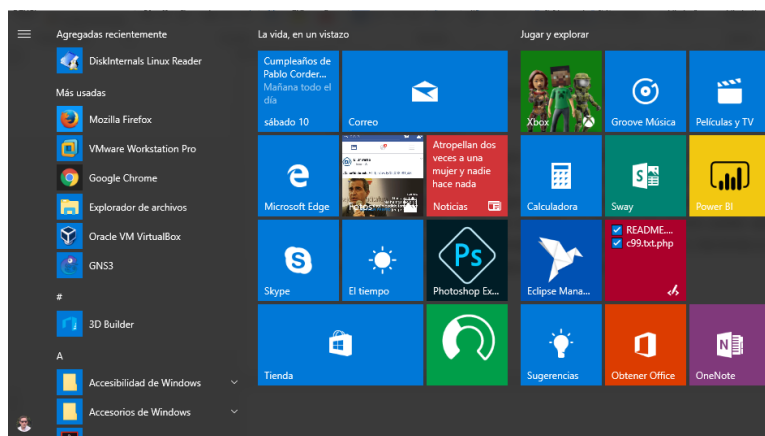 Agregadas recientemente
DiskInternals Linux Reader
Más usadas
Mozilla Firefox
VMware Workstation Pro
Google Chrome
Explorador de archivos
Oracle VM VirtualBox
GNS3
#
3D Builder
A
Accesibilidad de Windows
Accesorios de Windows
La vida, en un vistazo
Cumpleaños de
Pablo Corder...
Mañana todo el
día
sábado 10
Correo
Microsoft Edge
Fotos
Atropellan dos
veces a una
mujer y nadie
hace nada
Noticias
Skype
El tiempo
Ps
Photoshop Ex...
Tienda
Jugar y explorar
Xbox
Groove Música
Películas y TV
Calculadora
S
Sway
Power BI
Eclipse Mana...
README....
c99.txt.php
Sugerencias
Obtener Office
N
OneNote